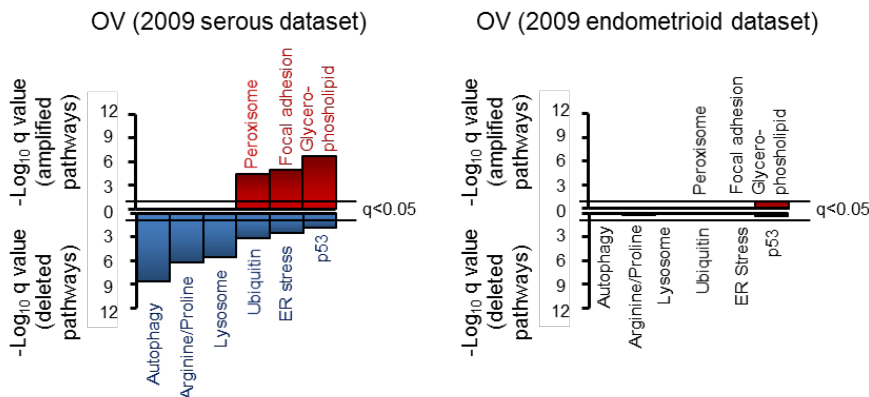 OV (2009 serous dataset)
-Log10 q value
(amplified
pathways)
12
9
6
3
0
Peroxisome
Focal adhesion
Glycero-
phosholipid
-Log10 q value
(deleted
pathways)
3
6
9
12
Autophagy
Arginine/Proline
Lysosome
Ubiquitin
ER stress
p53
q<0.05
OV (2009 endometrioid dataset)
-Log10 q value
(amplified
pathways)
12
9
6
3
0
Peroxisome
Focal adhesion
Glycero-
phosholipid
-Log10 q value
(deleted
pathways)
3
6
9
12
Autophagy
Arginine/Proline
Lysosome
Ubiquitin
ER Stress
p53
q<0.05